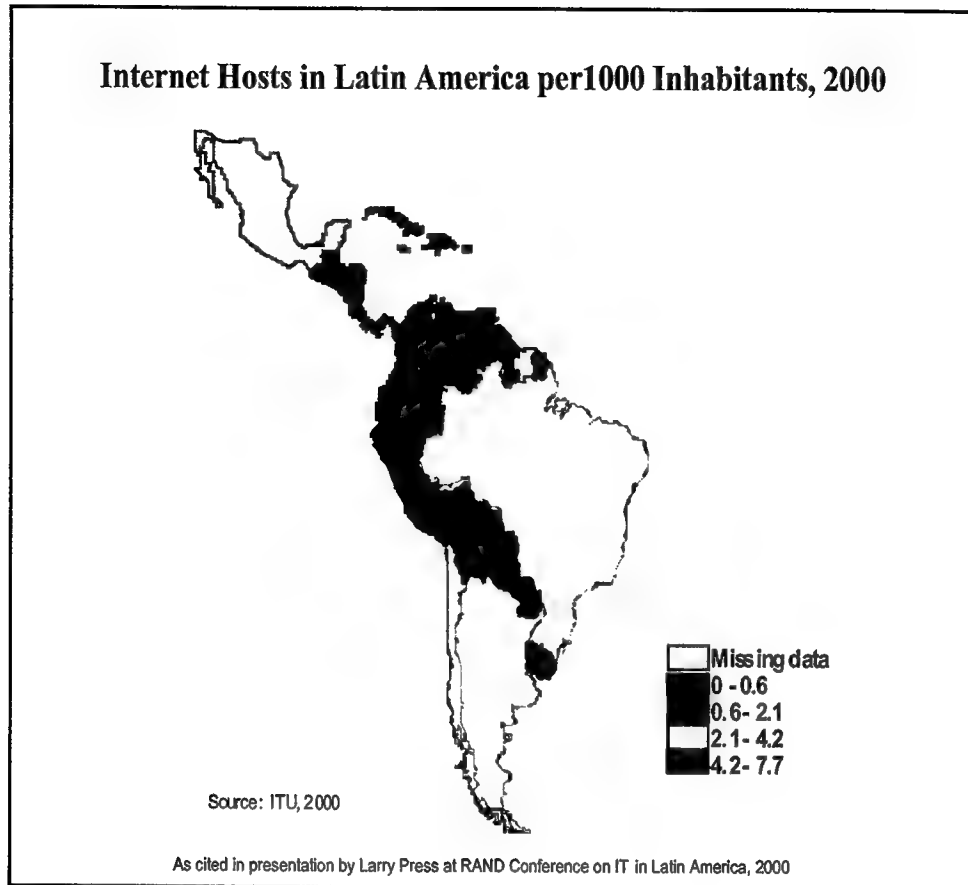 Internet Hosts in Latin America per1000 Inhabitants, 2000
Missing data
0 - 0.6
0.6- 2.1
2.1- 4.2
4.2- 7.7
Source: ITU, 2000
As cited in presentation by Larry Press at RAND Conference on IT in Latin America, 2000